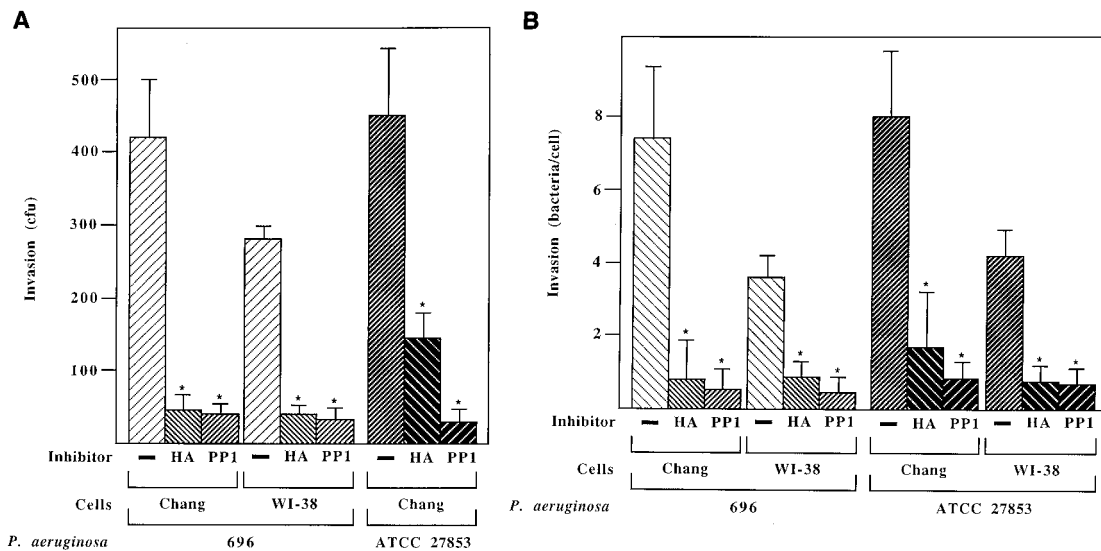 A
Invasion (cfu)
500
400
300
200
100
* * * * * *
Inhibitor – HA PP1 – HA PP1 – HA PP1
Cells Chang WI-38 Chang
P. aeruginosa 696 ATCC 27853
B
Invasion (bacteria/cell)
8
6
4
2
* * * * * * * *
Inhibitor – HA PP1 – HA PP1 – HA PP1 – HA PP1
Cells Chang WI-38 Chang WI-38
P. aeruginosa 696 ATCC 27853